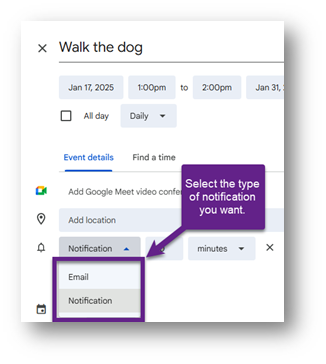 Walk the dog
Jan 17, 2025 1:00pm to 2:00pm Jan 31,
All day Daily
Event details Find a time
Add Google Meet video confe
Select the type
of notification
you want.
Add location
Notification minutes
Email
Notification